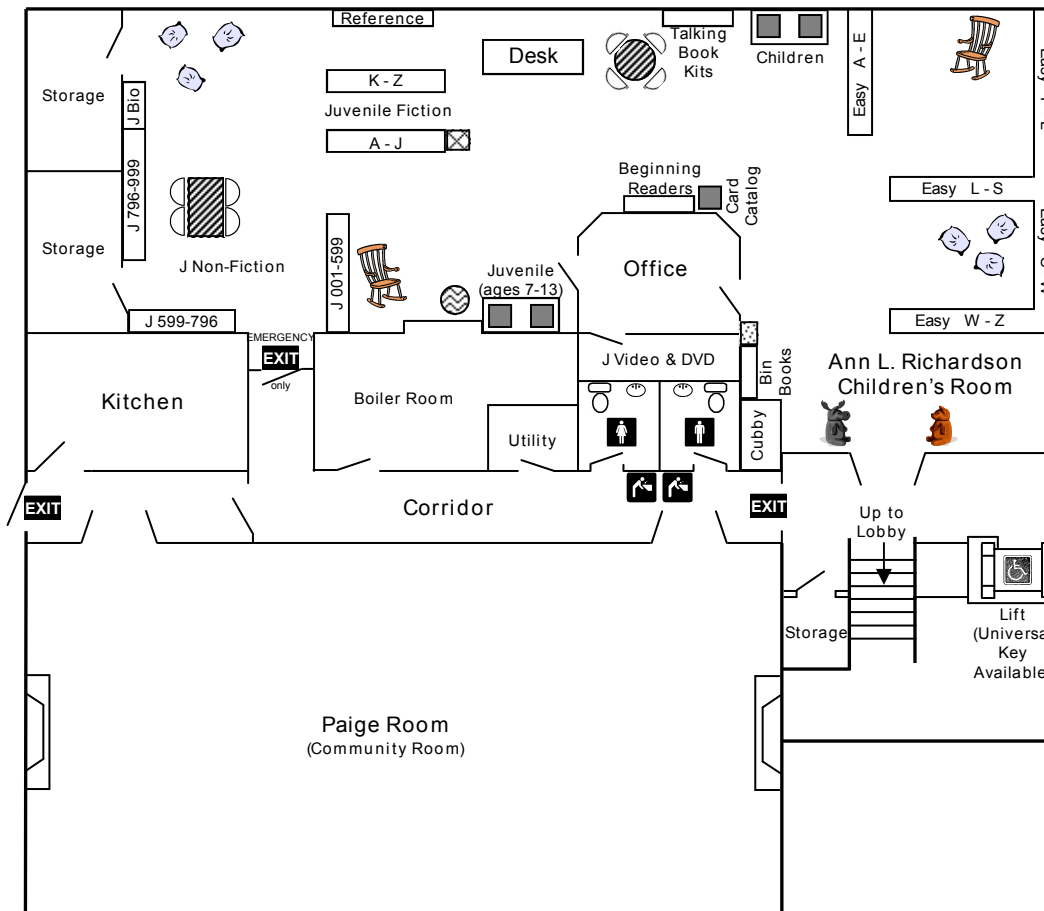 Reference
Desk
Talking
Book
Kits
Children
Easy A - E
Storage
J Bio
K - Z
Juvenile Fiction
A - J
J 796-999
Beginning
Readers
Card
Catalog
Easy L - S
Storage
J Non-Fiction
J 001-599
Juvenile
(ages 7-13)
Office
J 599-796
Easy W - Z
EMERGENCY
EXIT
only
Kitchen
Boiler Room
Utility
J Video & DVD
Bin
Books
Cubby
Ann L. Richardson
Children's Room
EXIT
Corridor
EXIT
Up to
Lobby
Storage
Lift
Key
Available
Paige Room
(Community Room)